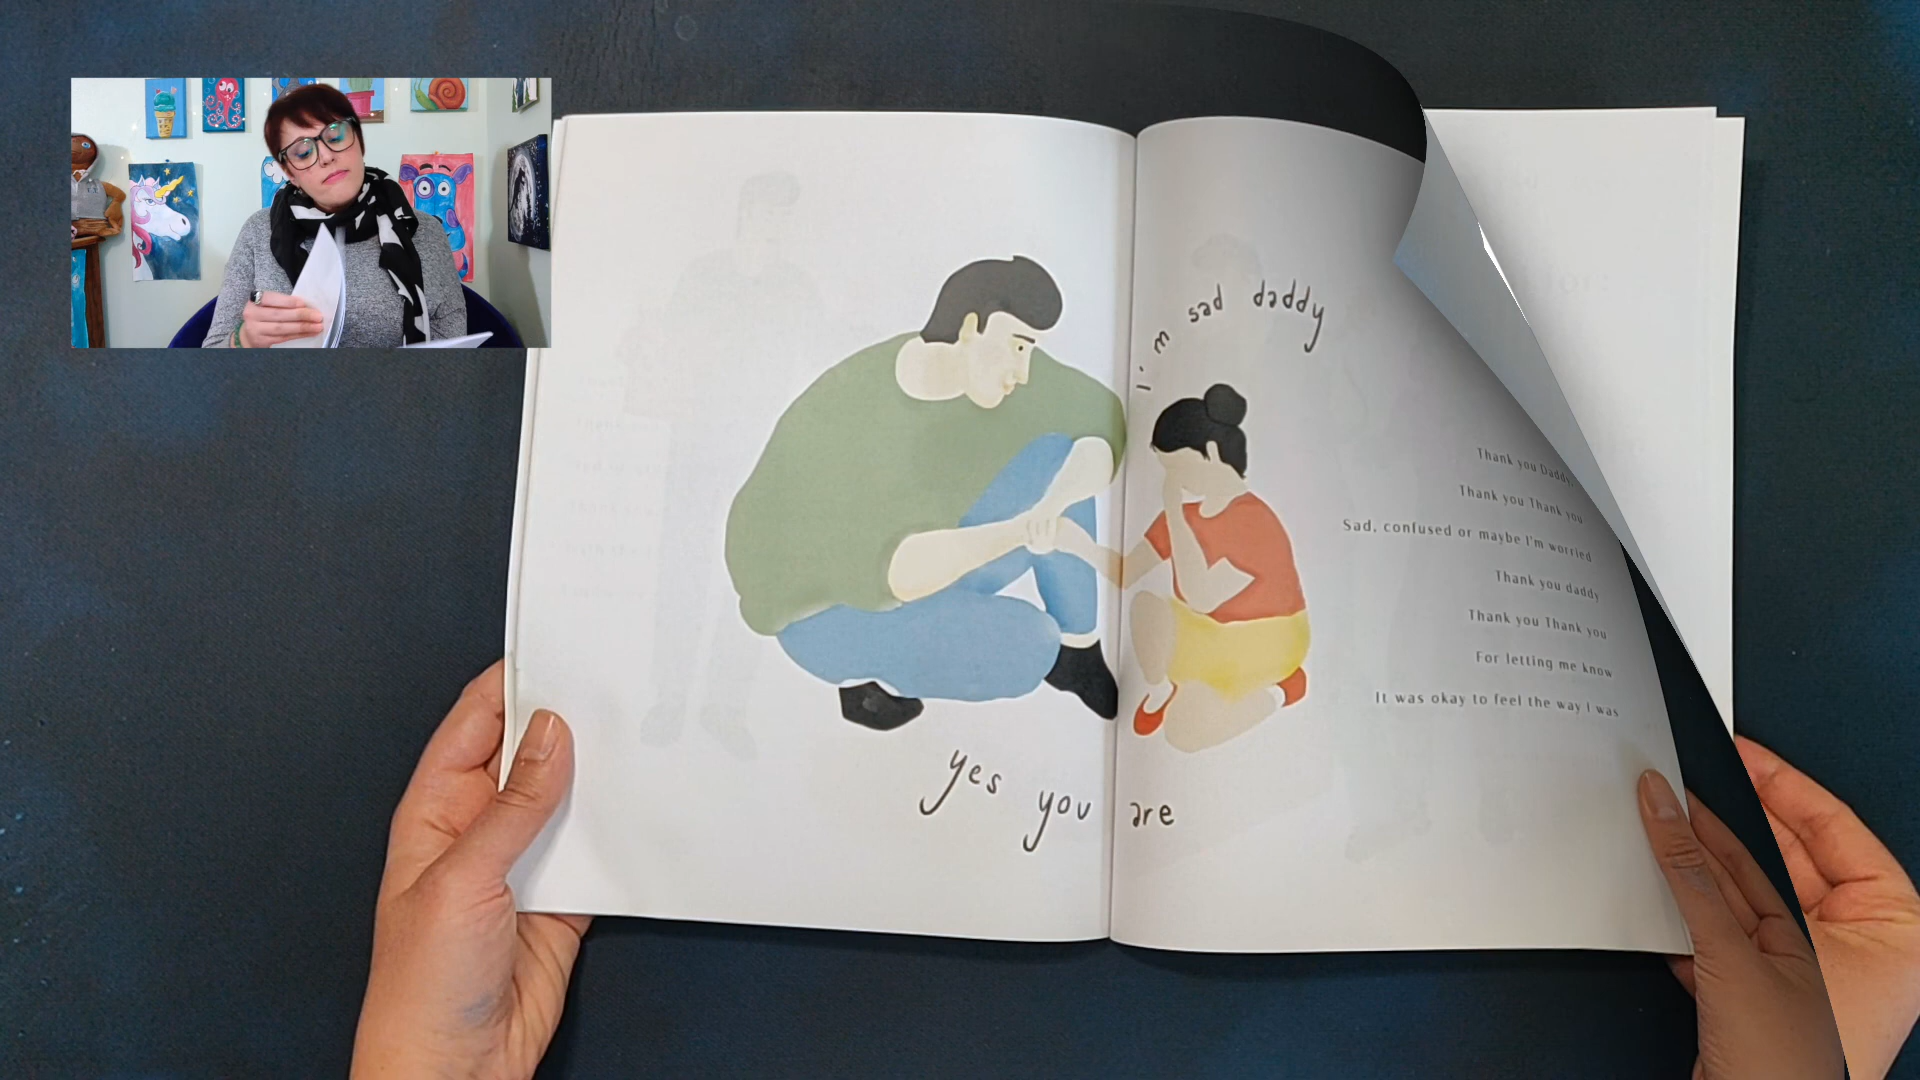 I'm sad daddy
yes you are
Thank you Daddy,
Thank you Thank you
Sad, confused or maybe I'm worried
Thank you daddy
Thank you Thank you
For letting me know
It was okay to feel the way I was